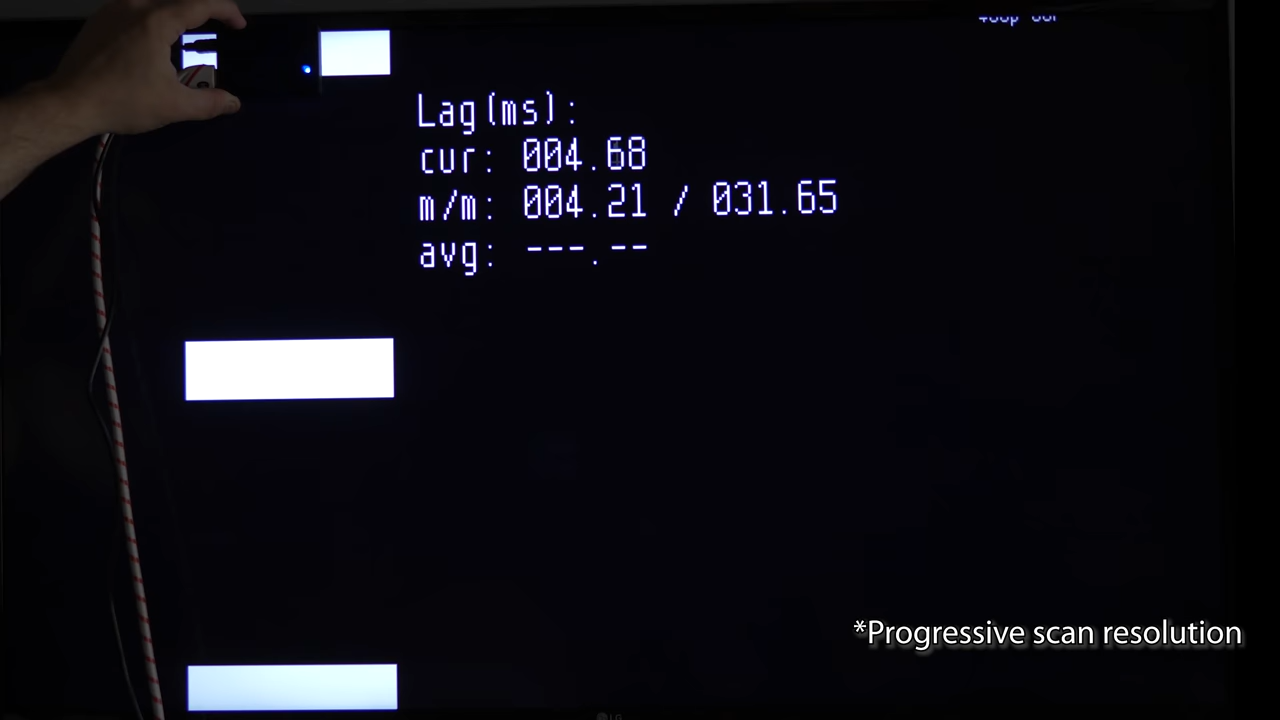 Lag(ms):
cur: 004.68
m/m: 004.21 / 031.65
avg: ---.--
*Progressive scan resolution